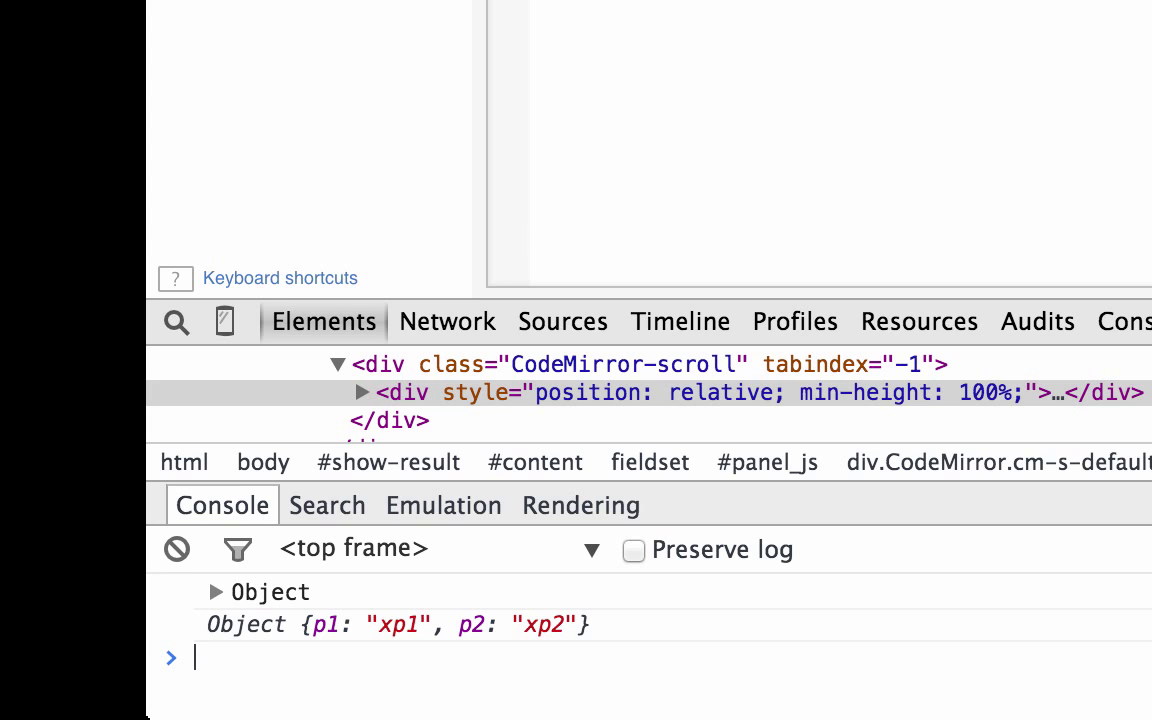 ? Keyboard shortcuts
Elements Network Sources Timeline Profiles Resources Audits Cons
▼<div class="CodeMirror-scroll" tabindex="-1">
▶<div style="position: relative; min-height: 100%;">…</div>
</div>
html body #show-result #content fieldset #panel_js div.CodeMirror.cm-s-default
Console Search Emulation Rendering
<top frame> ▼ Preserve log
▶ Object
Object {p1: "xp1", p2: "xp2"}
>